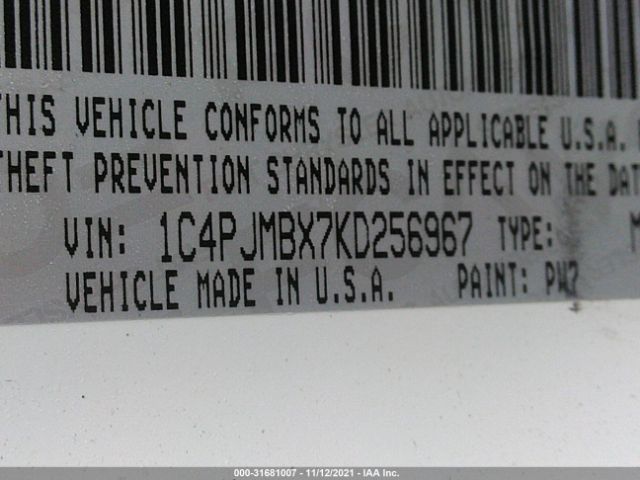 THIS VEHICLE CONFORMS TO ALL APPLICABLE U.S.A.
THEFT PREVENTION STANDARDS IN EFFECT ON THE DAT
VIN: 1C4PJMBX7KD256967 TYPE: M
VEHICLE MADE IN U.S.A. PAINT: PW7
000-31681007 - 11/12/2021 - IAA Inc.